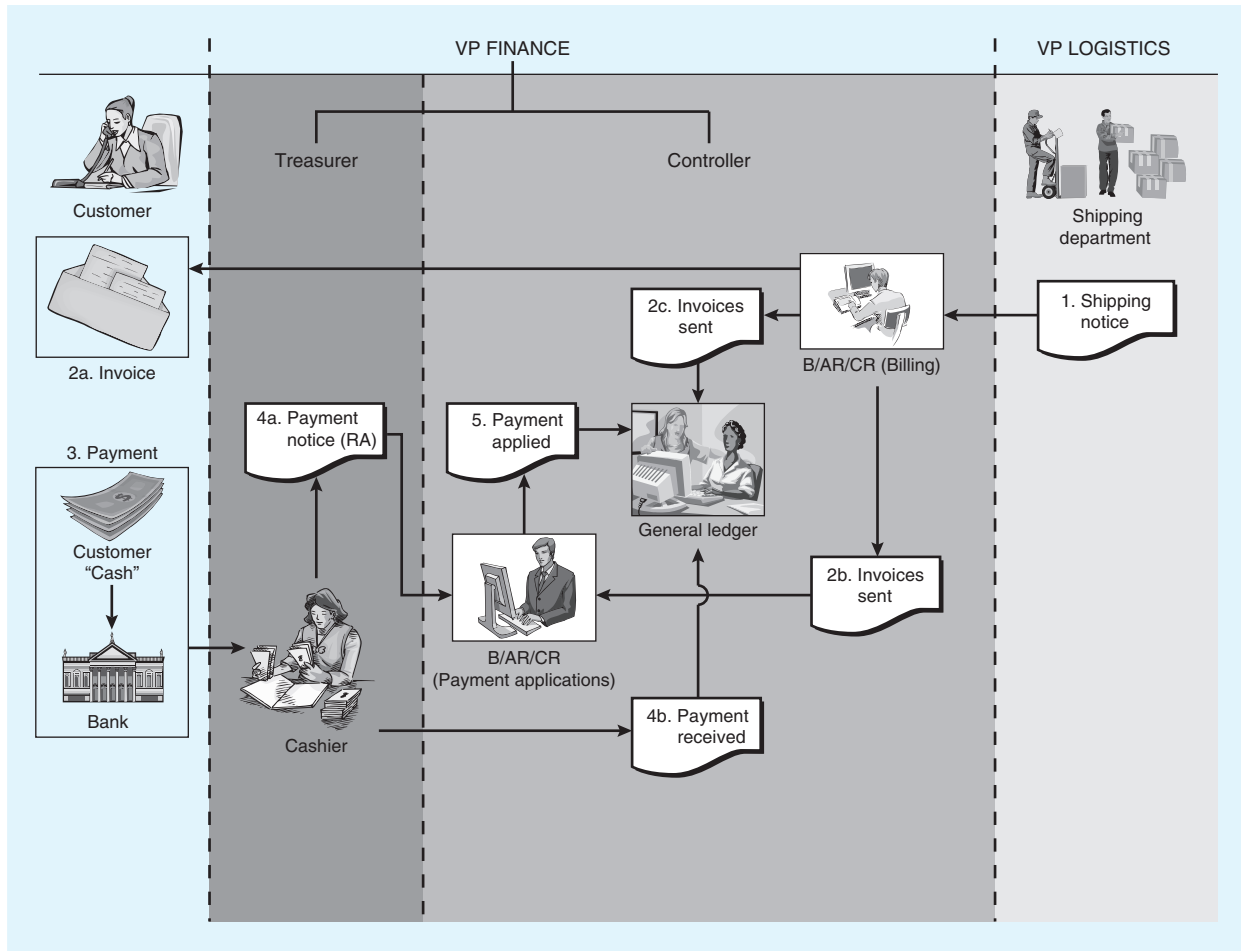 VP FINANCE
VP LOGISTICS
Treasurer
Controller
Customer
Shipping
department
2a. Invoice
2c. Invoices
sent
B/AR/CR (Billing)
1. Shipping
notice
4a. Payment
notice (RA)
5. Payment
applied
General ledger
3. Payment
Customer
“Cash”
Bank
Cashier
B/AR/CR
(Payment applications)
2b. Invoices
sent
4b. Payment
received